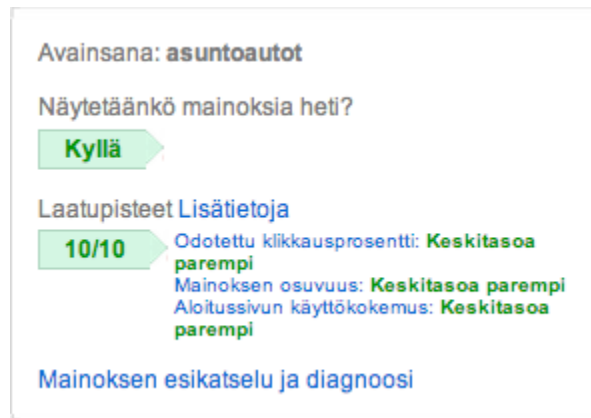 Avainsana: asuntoautot
Näytetäänkö mainoksia heti?
Kyllä
Laatupisteet Lisätietoja
10/10
Odotettu klikkausprosentti: Keskitasoa
parempi
Mainoksen osuvuus: Keskitasoa parempi
Aloitussivun käyttökokemus: Keskitasoa
parempi
Mainoksen esikatselu ja diagnoosi